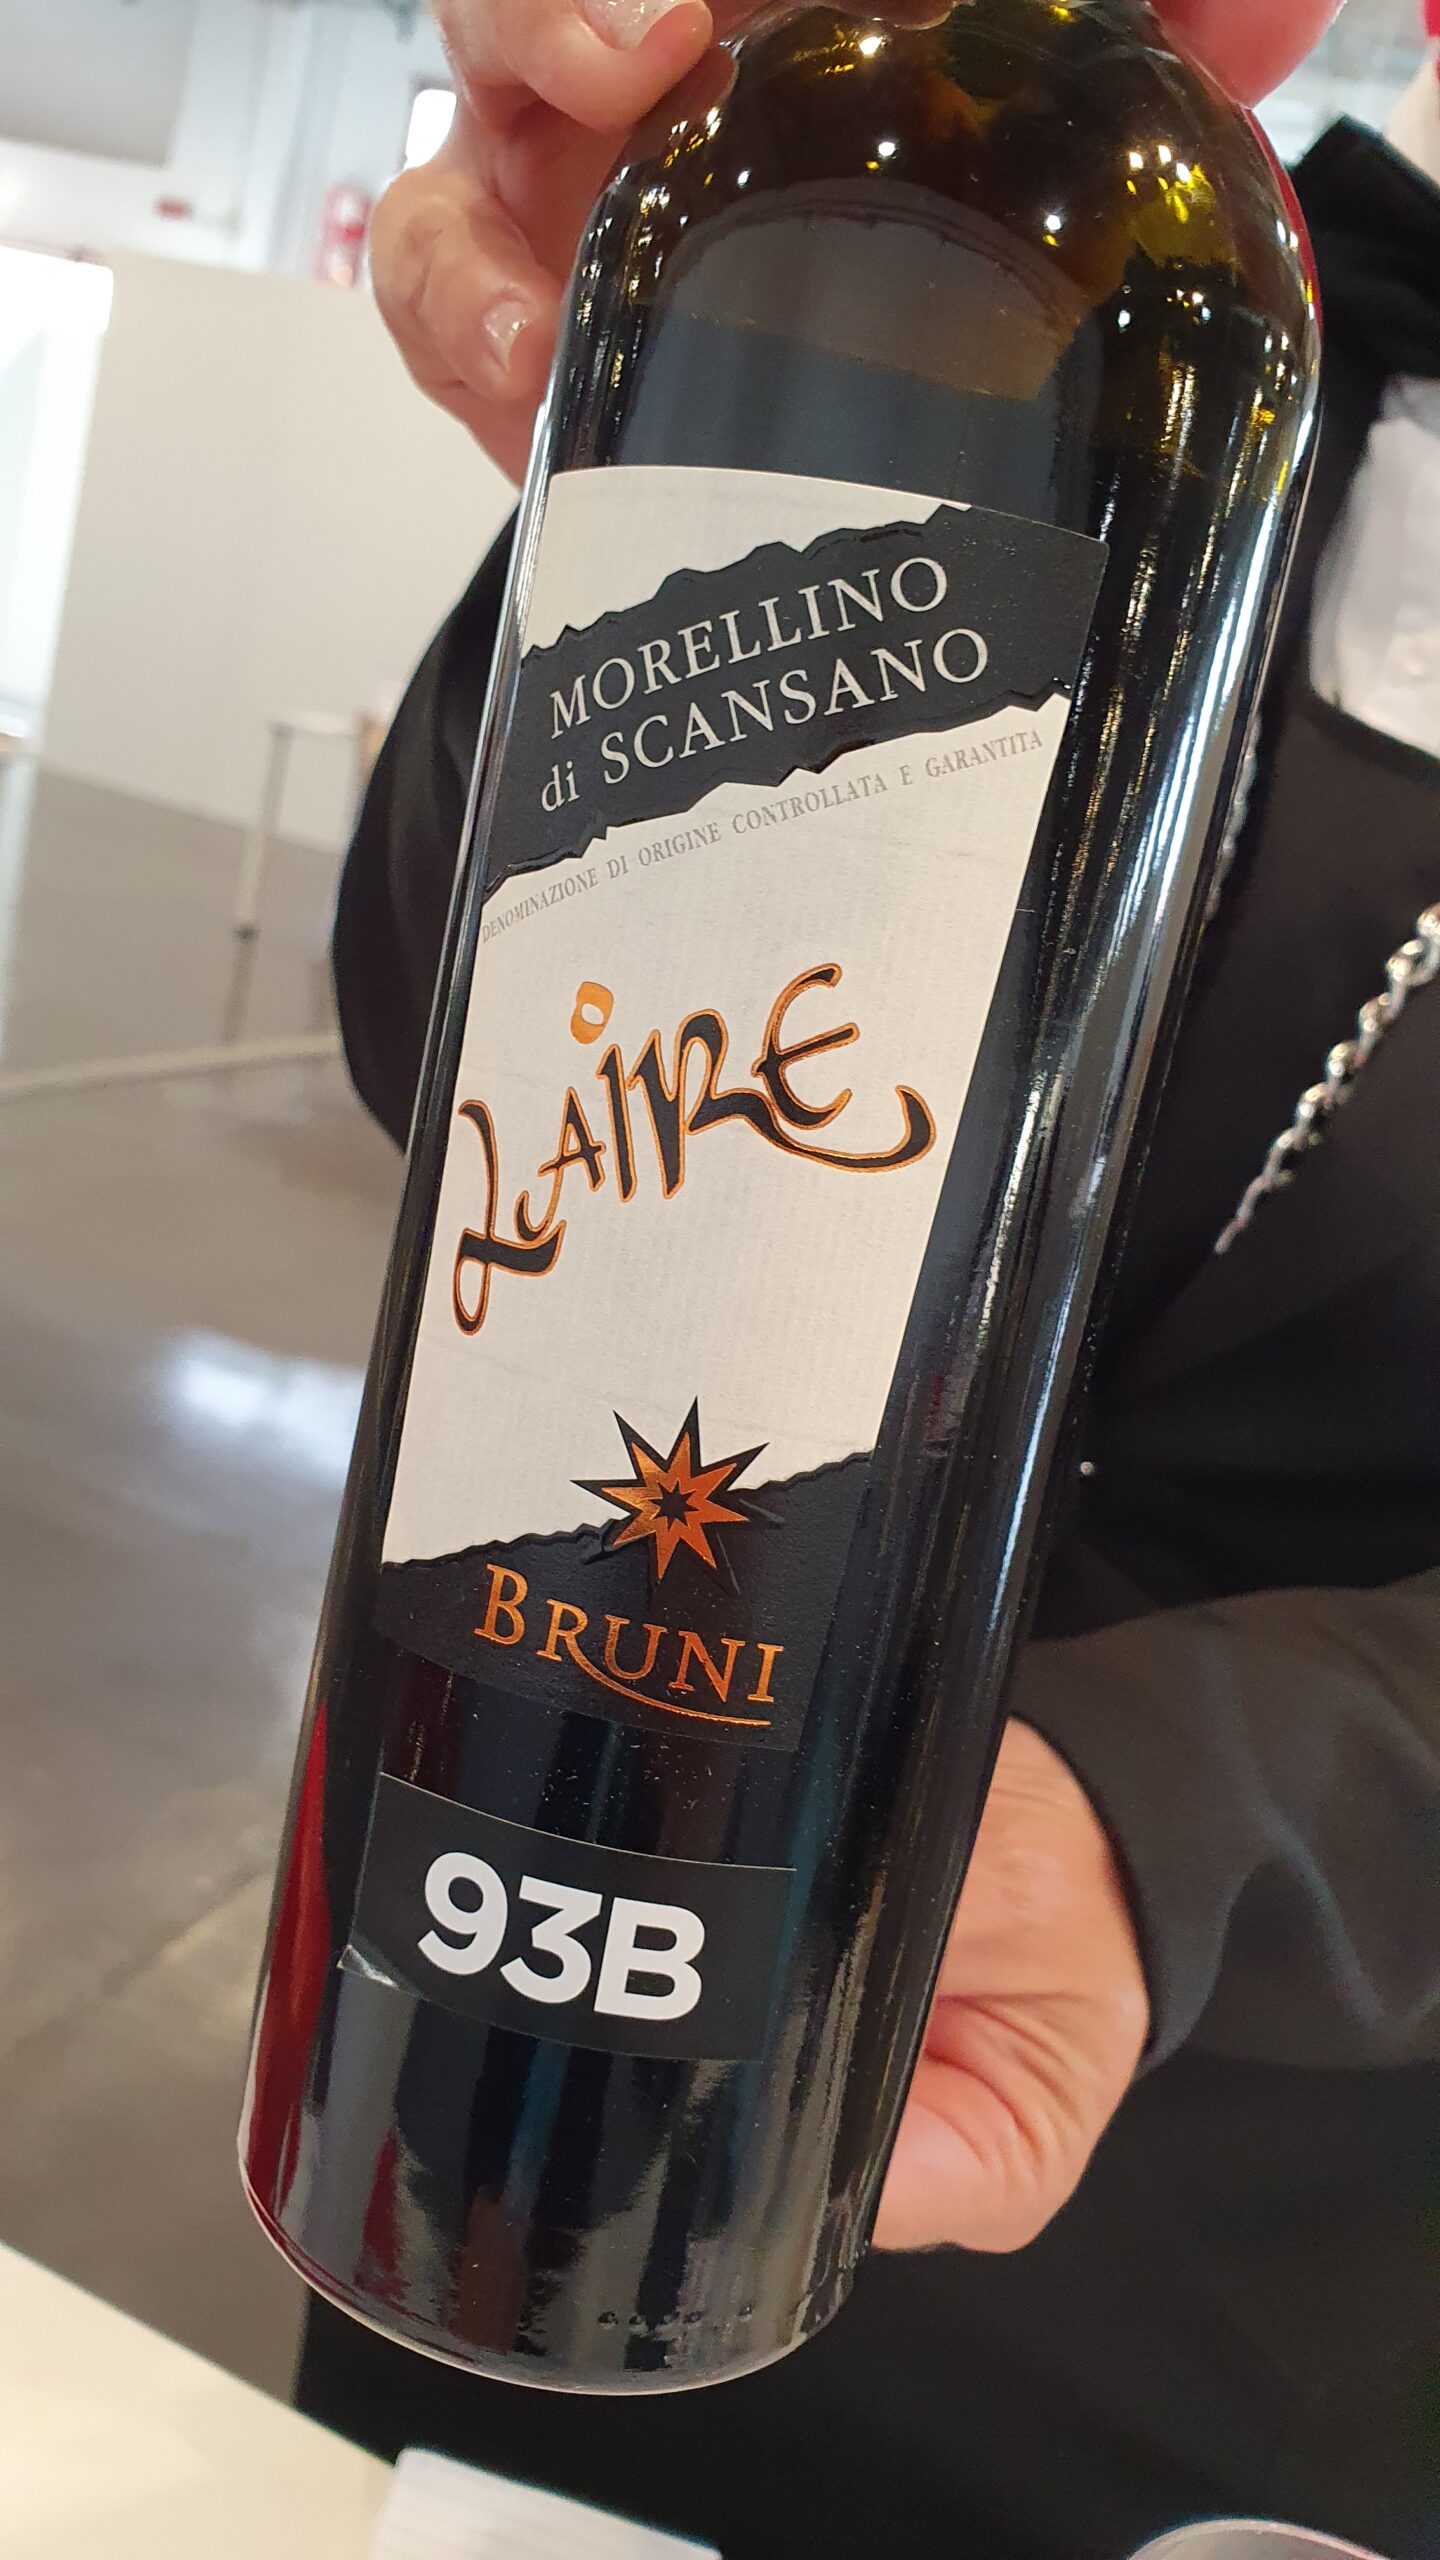 MORELLINO
di SCANSANO
DENOMINAZIONE DI ORIGINE CONTROLLATA E GARANTITA
LAIRE
BRUNI
93B